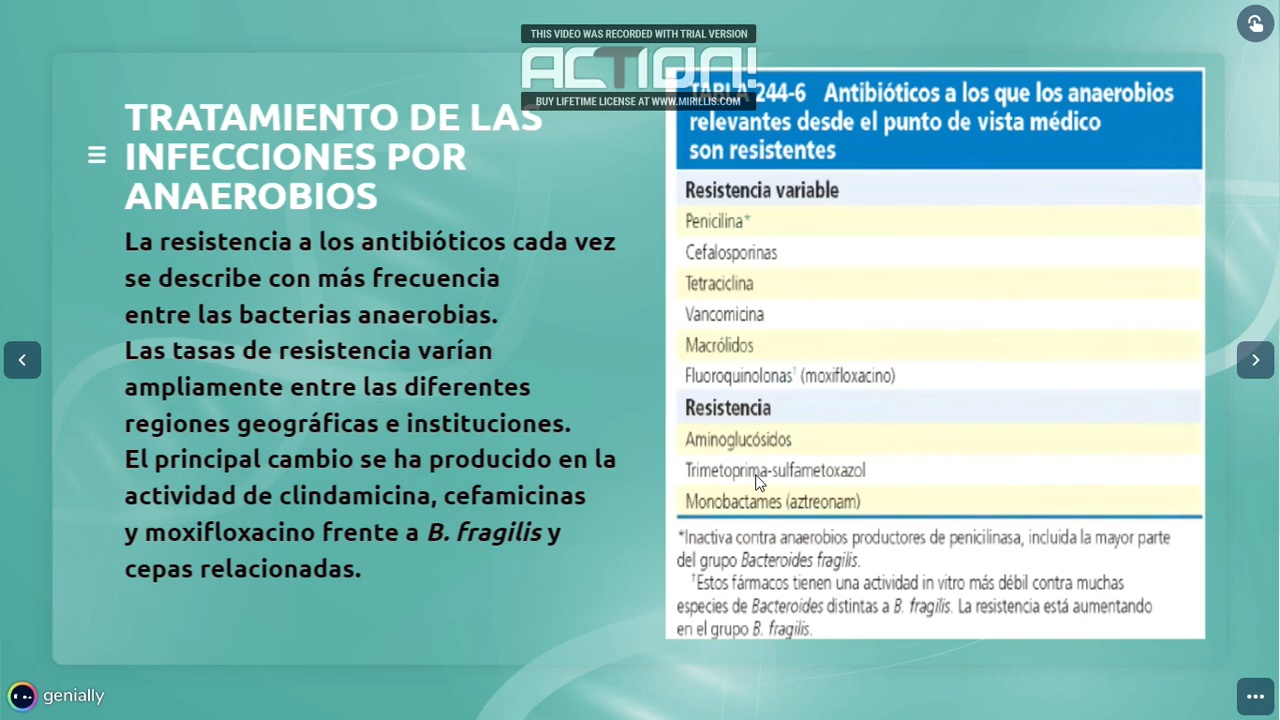 THIS VIDEO WAS RECORDED WITH TRIAL VERSION
ACTION!
BUY LIFETIME LICENSE AT WWW.MIRILLIS.COM
TRATAMIENTO DE LAS
INFECCIONES POR
ANAEROBIOS
La resistencia a los antibióticos cada vez
se describe con más frecuencia
entre las bacterias anaerobias.
Las tasas de resistencia varían
ampliamente entre las diferentes
regiones geográficas e instituciones.
El principal cambio se ha producido en la
actividad de clindamicina, cefamicinas
y moxifloxacino frente a B. fragilis y
cepas relacionadas.
TABLA 244-6 Antibióticos a los que los anaerobios
relevantes desde el punto de vista médico
son resistentes
Resistencia variable
Penicilina*
Cefalosporinas
Tetraciclina
Vancomicina
Macrólidos
Fluoroquinolonas† (moxifloxacino)
Resistencia
Aminoglucósidos
Trimetoprima-sulfametoxazol
Monobactames (aztreonam)
*Inactiva contra anaerobios productores de penicilinasa, incluida la mayor parte
del grupo Bacteroides fragilis.
†Estos fármacos tienen una actividad in vitro más débil contra muchas
especies de Bacteroides distintas a B. fragilis. La resistencia está aumentando
en el grupo B. fragilis.
genially